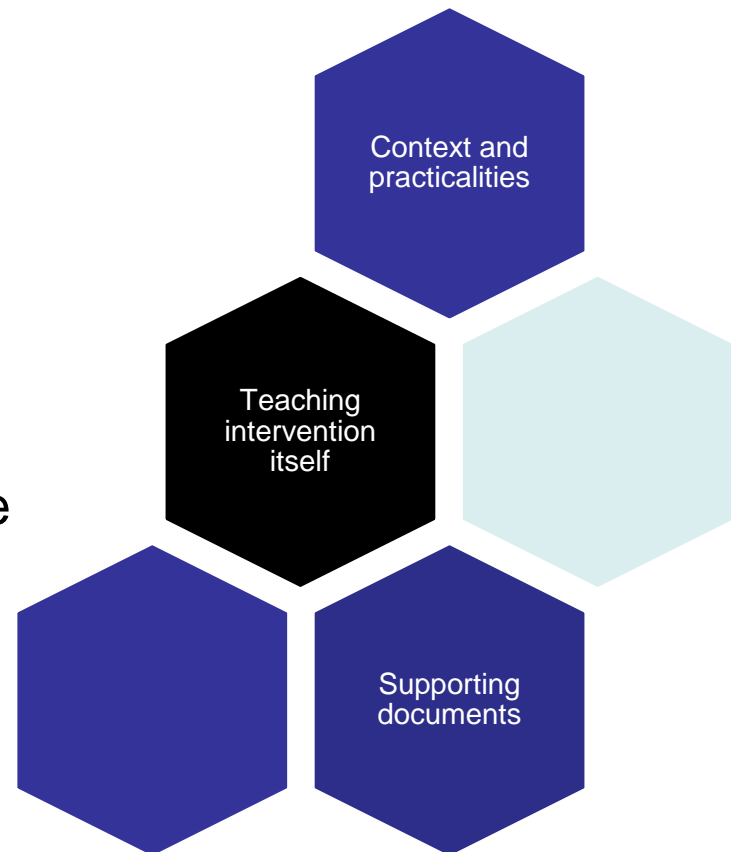 Context and
practicalities
Teaching
intervention
itself
e
Supporting
documents